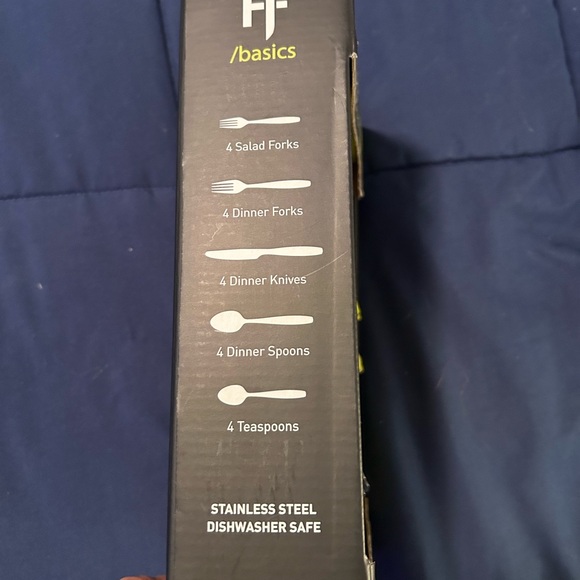 /basics
4 Salad Forks
4 Dinner Forks
4 Dinner Knives
4 Dinner Spoons
4 Teaspoons
STAINLESS STEEL
DISHWASHER SAFE